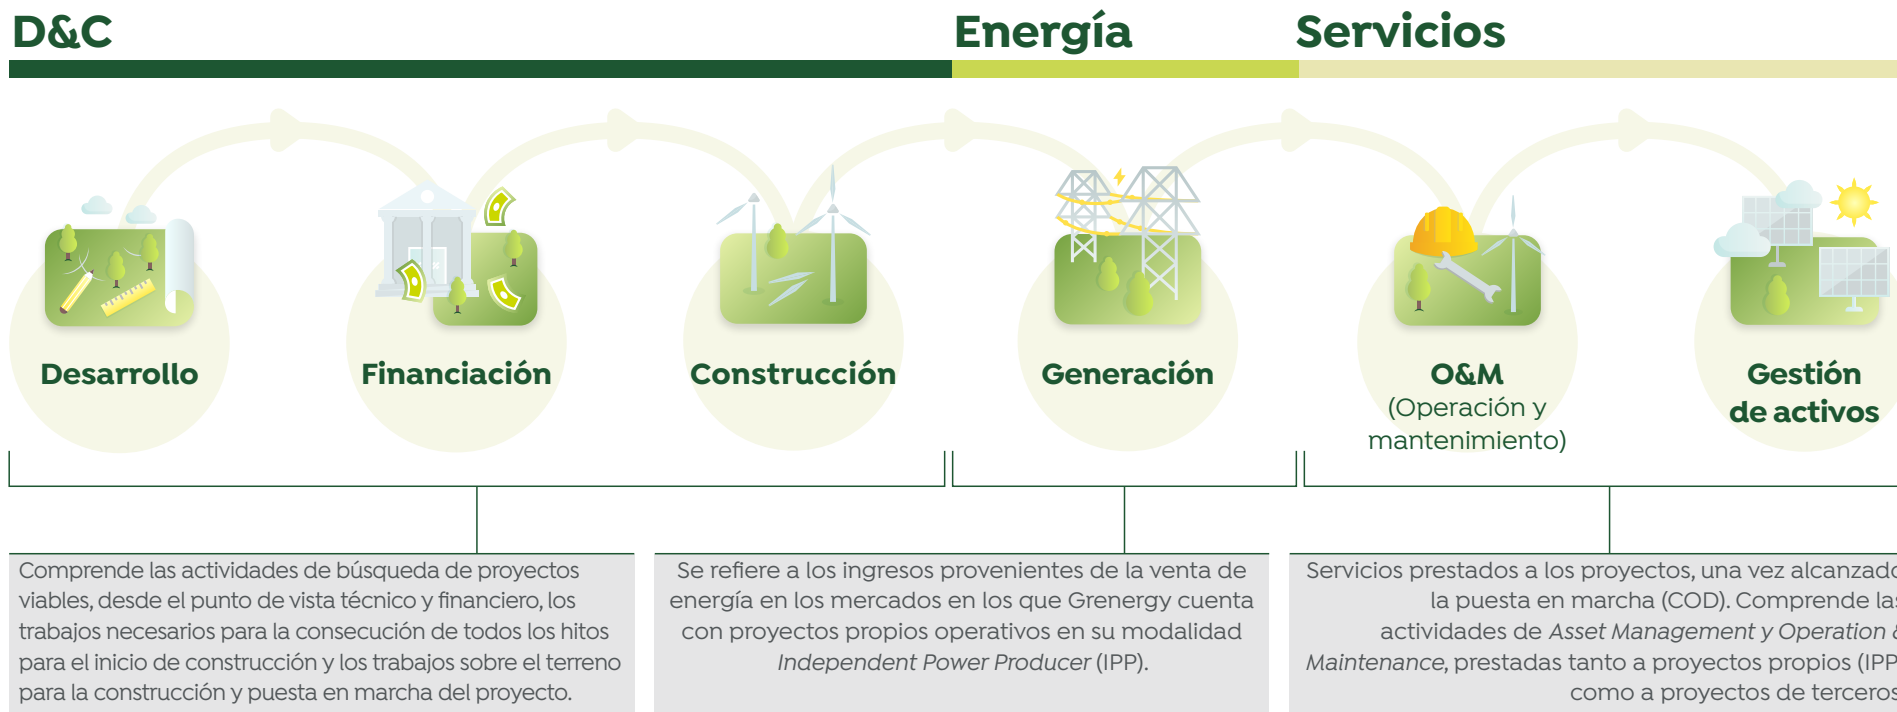 D&C
Energía
Servicios
Desarrollo
Financiación
Construcción
Generación
O&M
(Operación y
mantenimiento)
Gestión
de activos
Comprende las actividades de búsqueda de proyectos
viables, desde el punto de vista técnico y financiero, los
trabajos necesarios para la consecución de todos los hitos
para el inicio de construcción y los trabajos sobre el terreno
para la construcción y puesta en marcha del proyecto.
Se refiere a los ingresos provenientes de la venta de
energía en los mercados en los que Grenergy cuenta
con proyectos propios operativos en su modalidad
Independent Power Producer (IPP).
Servicios prestados a los proyectos, una vez alcanzado
la puesta en marcha (COD). Comprende las
actividades de Asset Management y Operation &
Maintenance, prestadas tanto a proyectos propios (IPP
como a proyectos de terceros